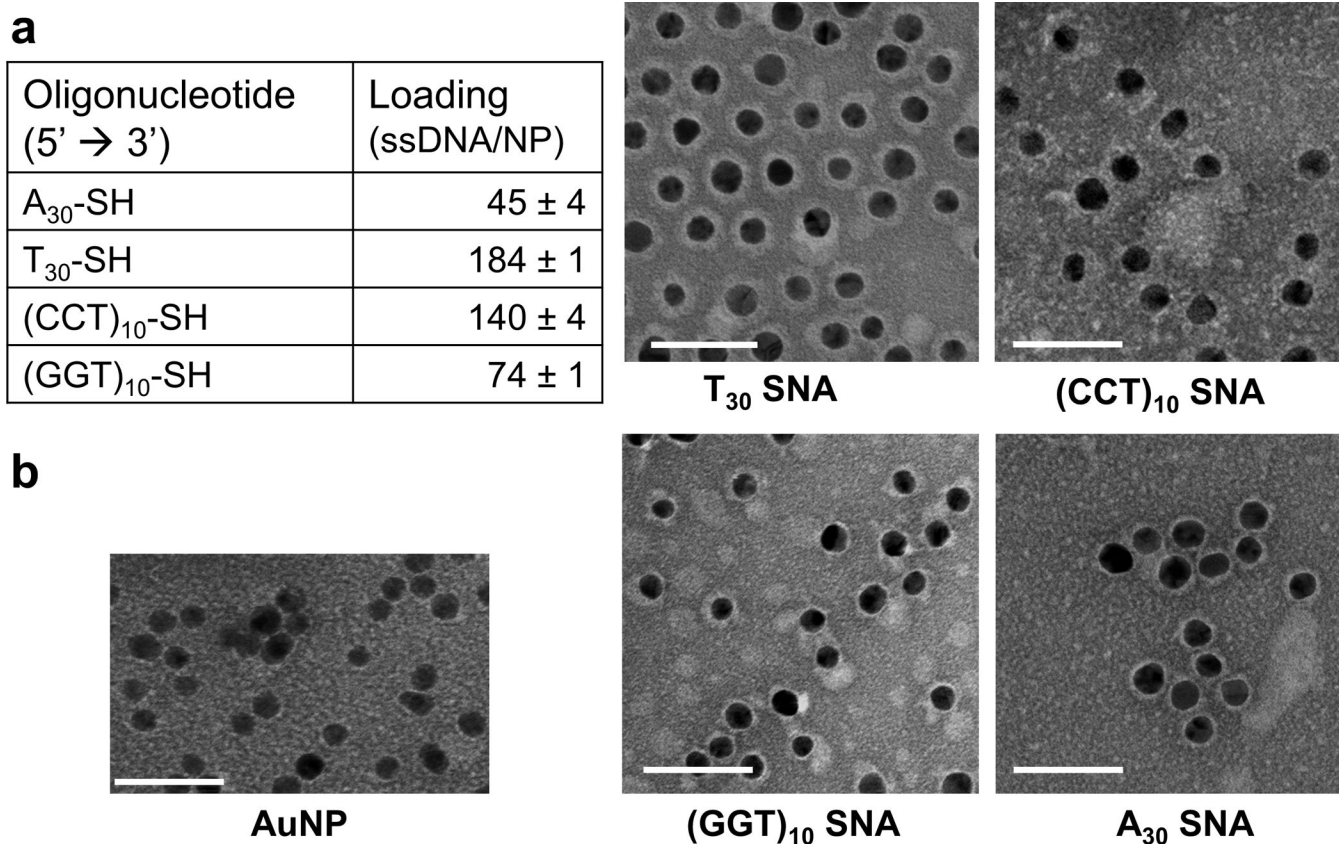 a
Oligonucleotide
(5’ → 3’)
Loading
(ssDNA/NP)
A₃₀-SH
45 ± 4
T₃₀-SH
184 ± 1
(CCT)₁₀-SH
140 ± 4
(GGT)₁₀-SH
74 ± 1
T₃₀ SNA
(CCT)₁₀ SNA
b
AuNP
(GGT)₁₀ SNA
A₃₀ SNA